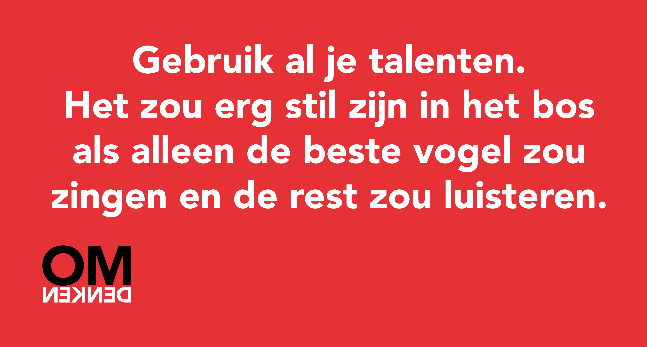 Gebruik al je talenten.
Het zou erg stil zijn in het bos
als alleen de beste vogel zou
zingen en de rest zou luisteren.
OM
DENKEN